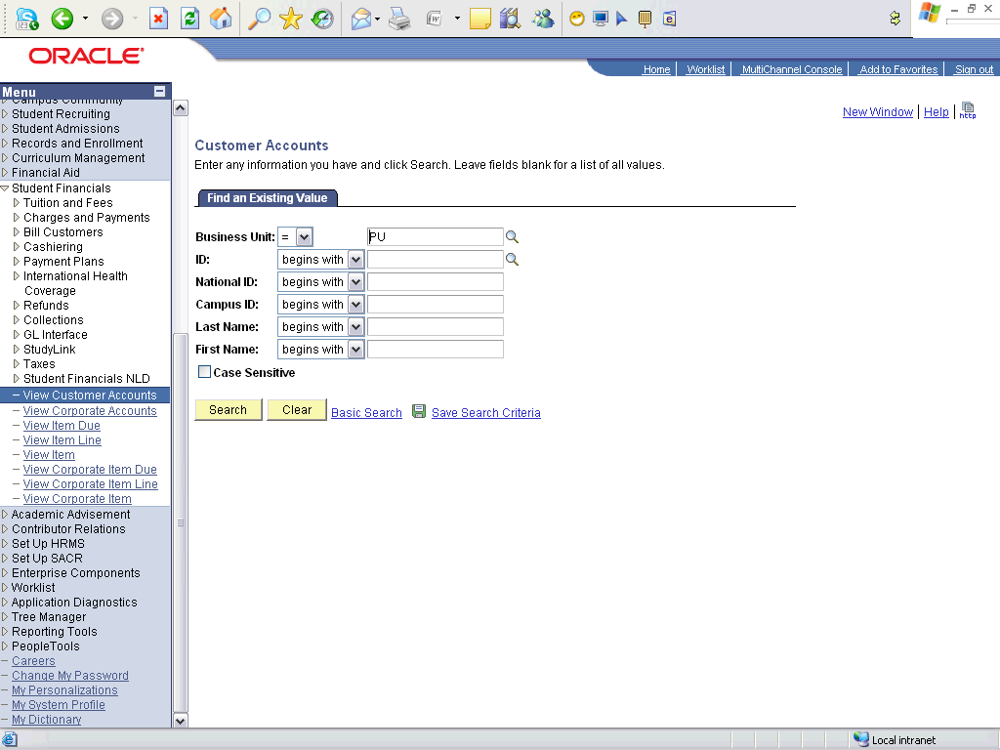 ORACLE
Home
Worklist
MultiChannel Console
Add to Favorites
Sign out
Menu
Campus Community
Student Recruiting
Student Admissions
Records and Enrollment
Curriculum Management
Financial Aid
Student Financials
Tuition and Fees
Charges and Payments
Bill Customers
Cashiering
Payment Plans
International Health
Coverage
Refunds
Collections
GL Interface
StudyLink
Taxes
Student Financials NLD
View Customer Accounts
View Corporate Accounts
View Item Due
View Item Line
View Item
View Corporate Item Due
View Corporate Item Line
View Corporate Item
Academic Advisement
Contributor Relations
Set Up HRMS
Set Up SACR
Enterprise Components
Worklist
Application Diagnostics
Tree Manager
Reporting Tools
PeopleTools
Careers
Change My Password
My Personalizations
My System Profile
My Dictionary
New Window | Help | http
Customer Accounts
Enter any information you have and click Search. Leave fields blank for a list of all values.
Find an Existing Value
Business Unit: = PU
ID: begins with
National ID: begins with
Campus ID: begins with
Last Name: begins with
First Name: begins with
Case Sensitive
Search Clear Basic Search Save Search Criteria
Local intranet